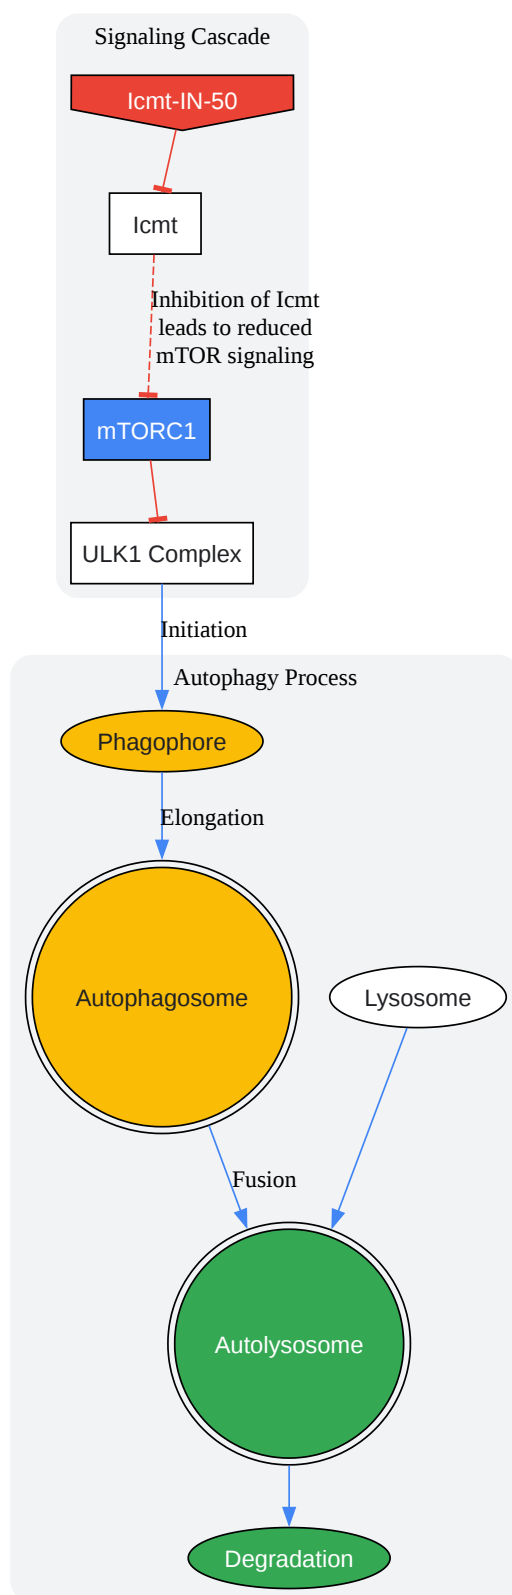 Signaling Cascade
Icmt-IN-50
Icmt
Inhibition of Icmt
leads to reduced
mTOR signaling
mTORC1
ULK1 Complex
Initiation
Autophagy Process
Phagophore
Elongation
Autophagosome
Lysosome
Fusion
Autolysosome
Degradation